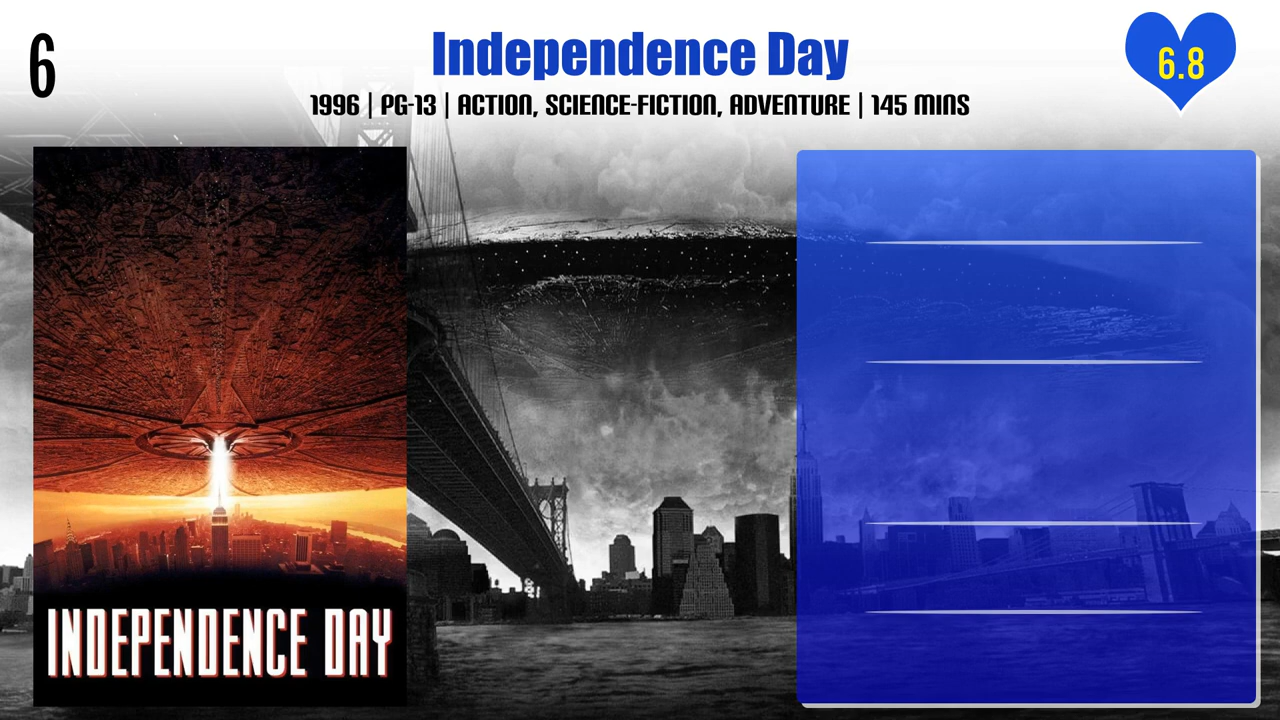 6
Independence Day
6.8
1996 | PG-13 | ACTION, SCIENCE-FICTION, ADVENTURE | 145 MINS
INDEPENDENCE DAY